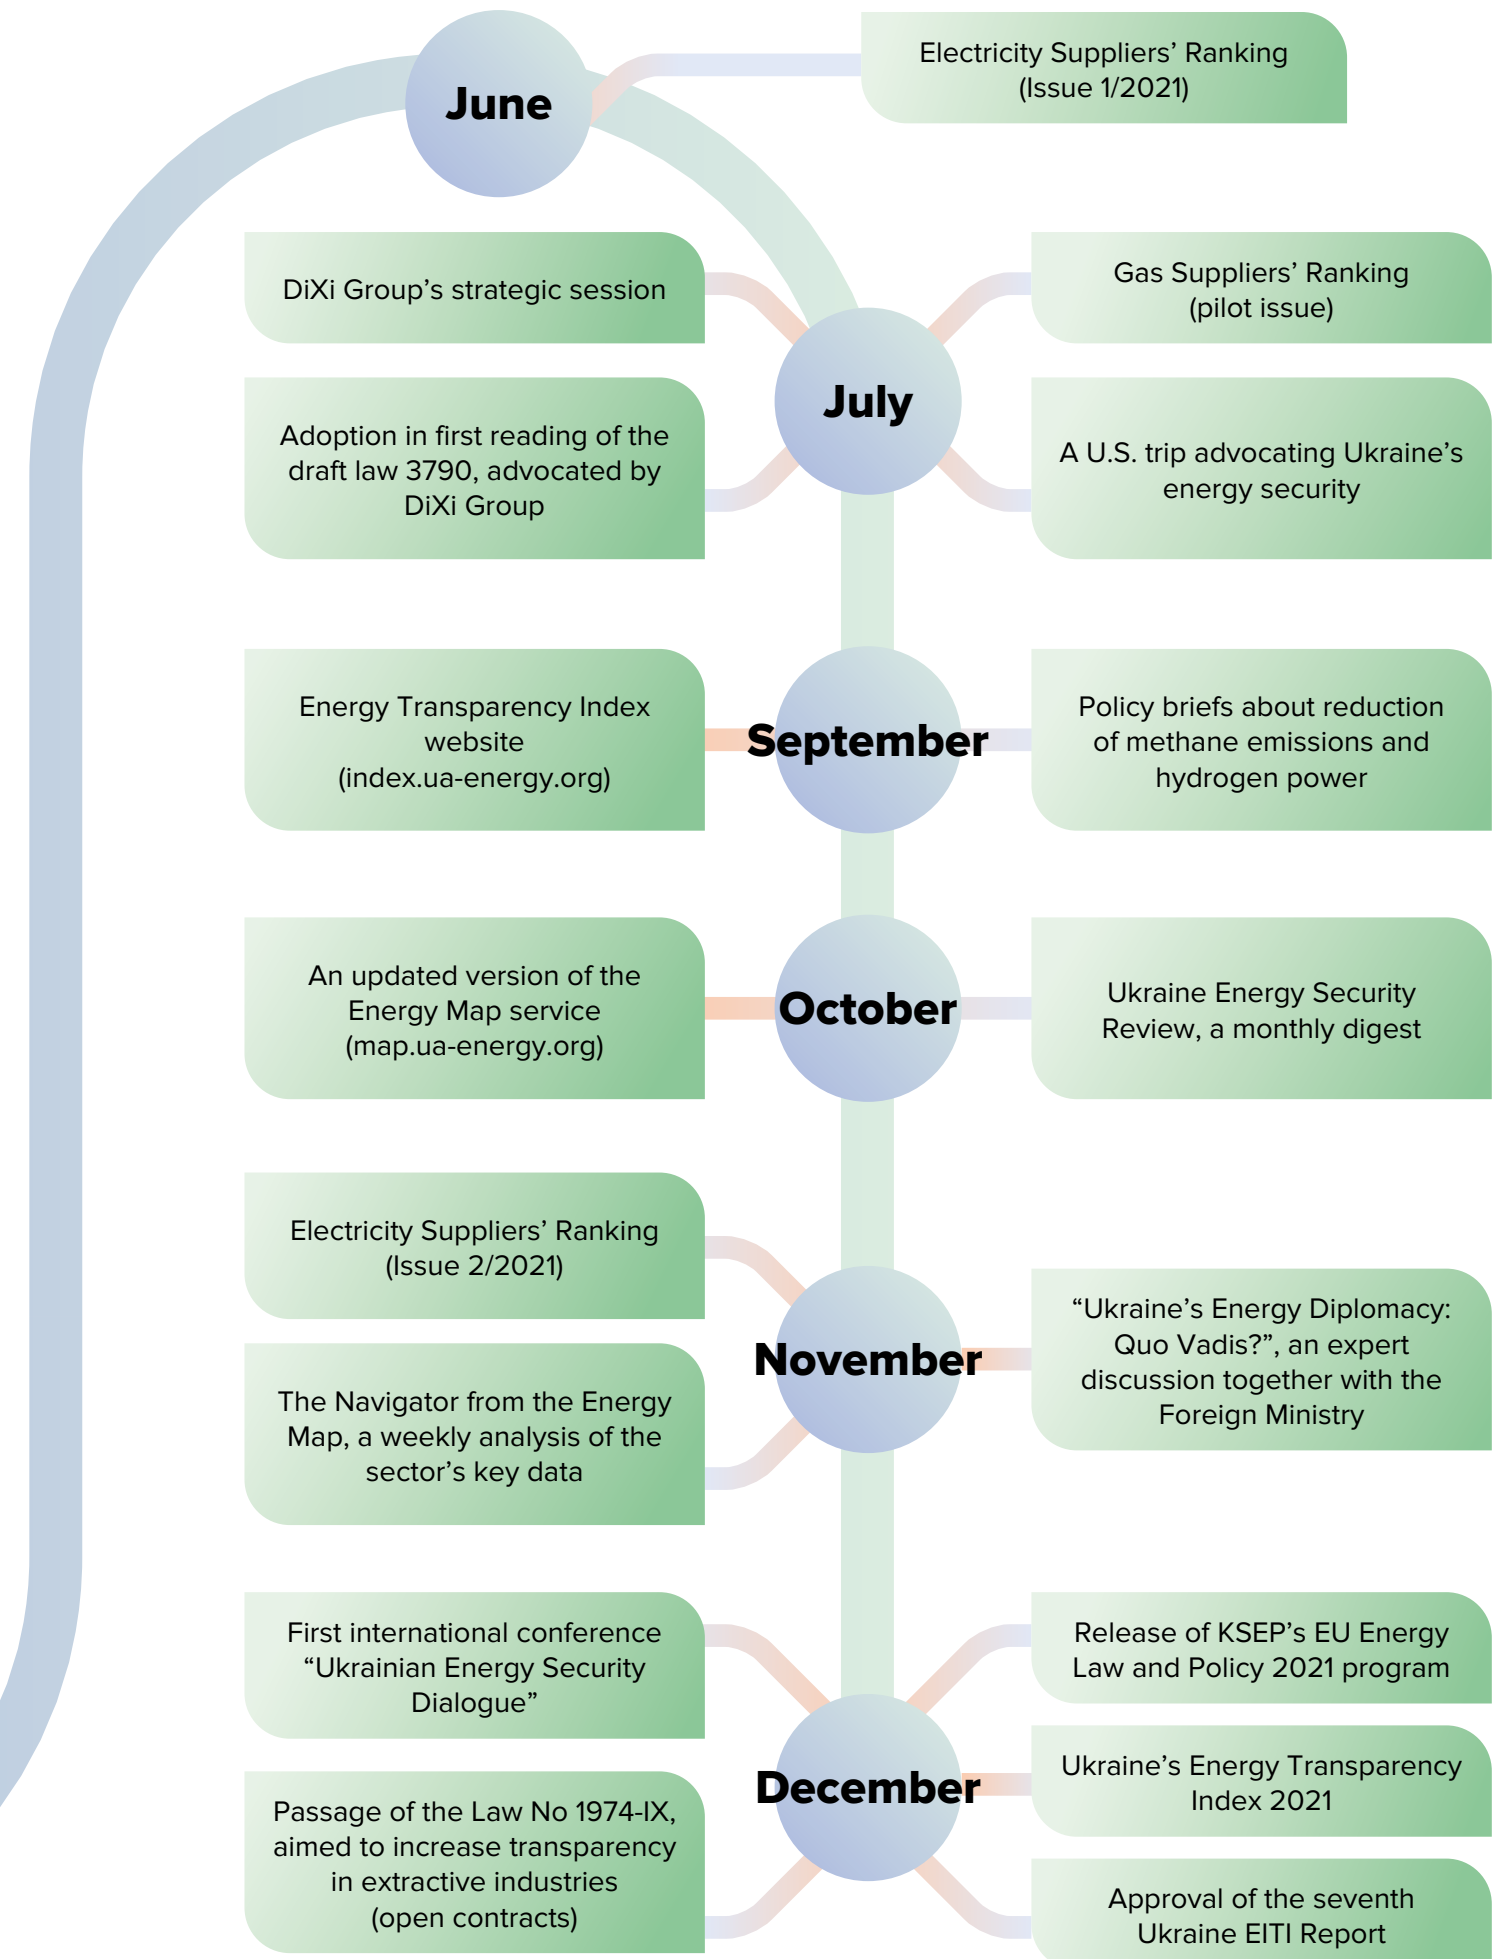 June
Electricity Suppliers’ Ranking
(Issue 1/2021)
DiXi Group’s strategic session
Gas Suppliers’ Ranking
(pilot issue)
July
Adoption in first reading of the
draft law 3790, advocated by
DiXi Group
A U.S. trip advocating Ukraine’s
energy security
Energy Transparency Index
website
(index.ua-energy.org)
September
Policy briefs about reduction
of methane emissions and
hydrogen power
An updated version of the
Energy Map service
(map.ua-energy.org)
October
Ukraine Energy Security
Review, a monthly digest
Electricity Suppliers’ Ranking
(Issue 2/2021)
November
“Ukraine’s Energy Diplomacy:
Quo Vadis?”, an expert
discussion together with the
Foreign Ministry
The Navigator from the Energy
Map, a weekly analysis of the
sector’s key data
First international conference
“Ukrainian Energy Security
Dialogue”
Release of KSEP’s EU Energy
Law and Policy 2021 program
December
Ukraine’s Energy Transparency
Index 2021
Passage of the Law No 1974-IX,
aimed to increase transparency
in extractive industries
(open contracts)
Approval of the seventh
Ukraine EITI Report